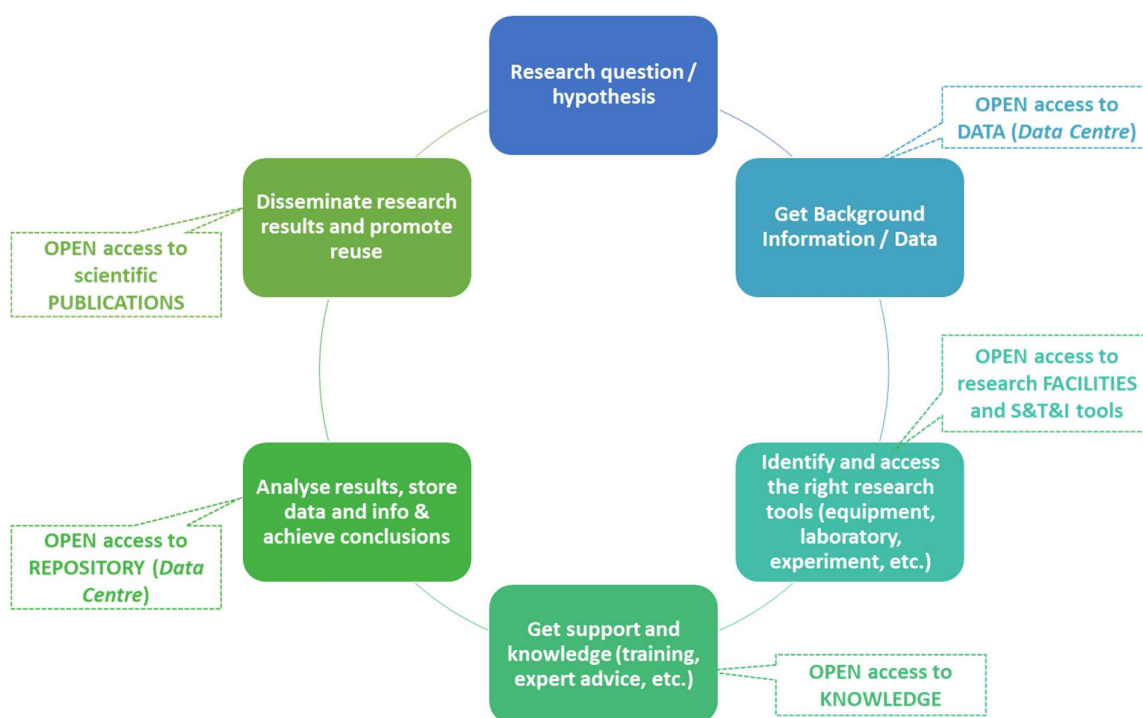 Research question /
hypothesis
OPEN access to
DATA (Data Centre)
Get Background
Information / Data
OPEN access to
research FACILITIES
and S&T&I tools
Identify and access
the right research
tools (equipment,
laboratory,
experiment, etc.)
Get support and
knowledge (training,
expert advice, etc.)
OPEN access to
KNOWLEDGE
Analyse results, store
data and info &
achieve conclusions
OPEN access to
REPOSITORY (Data
Centre)
Disseminate research
results and promote
reuse
OPEN access to
scientific
PUBLICATIONS